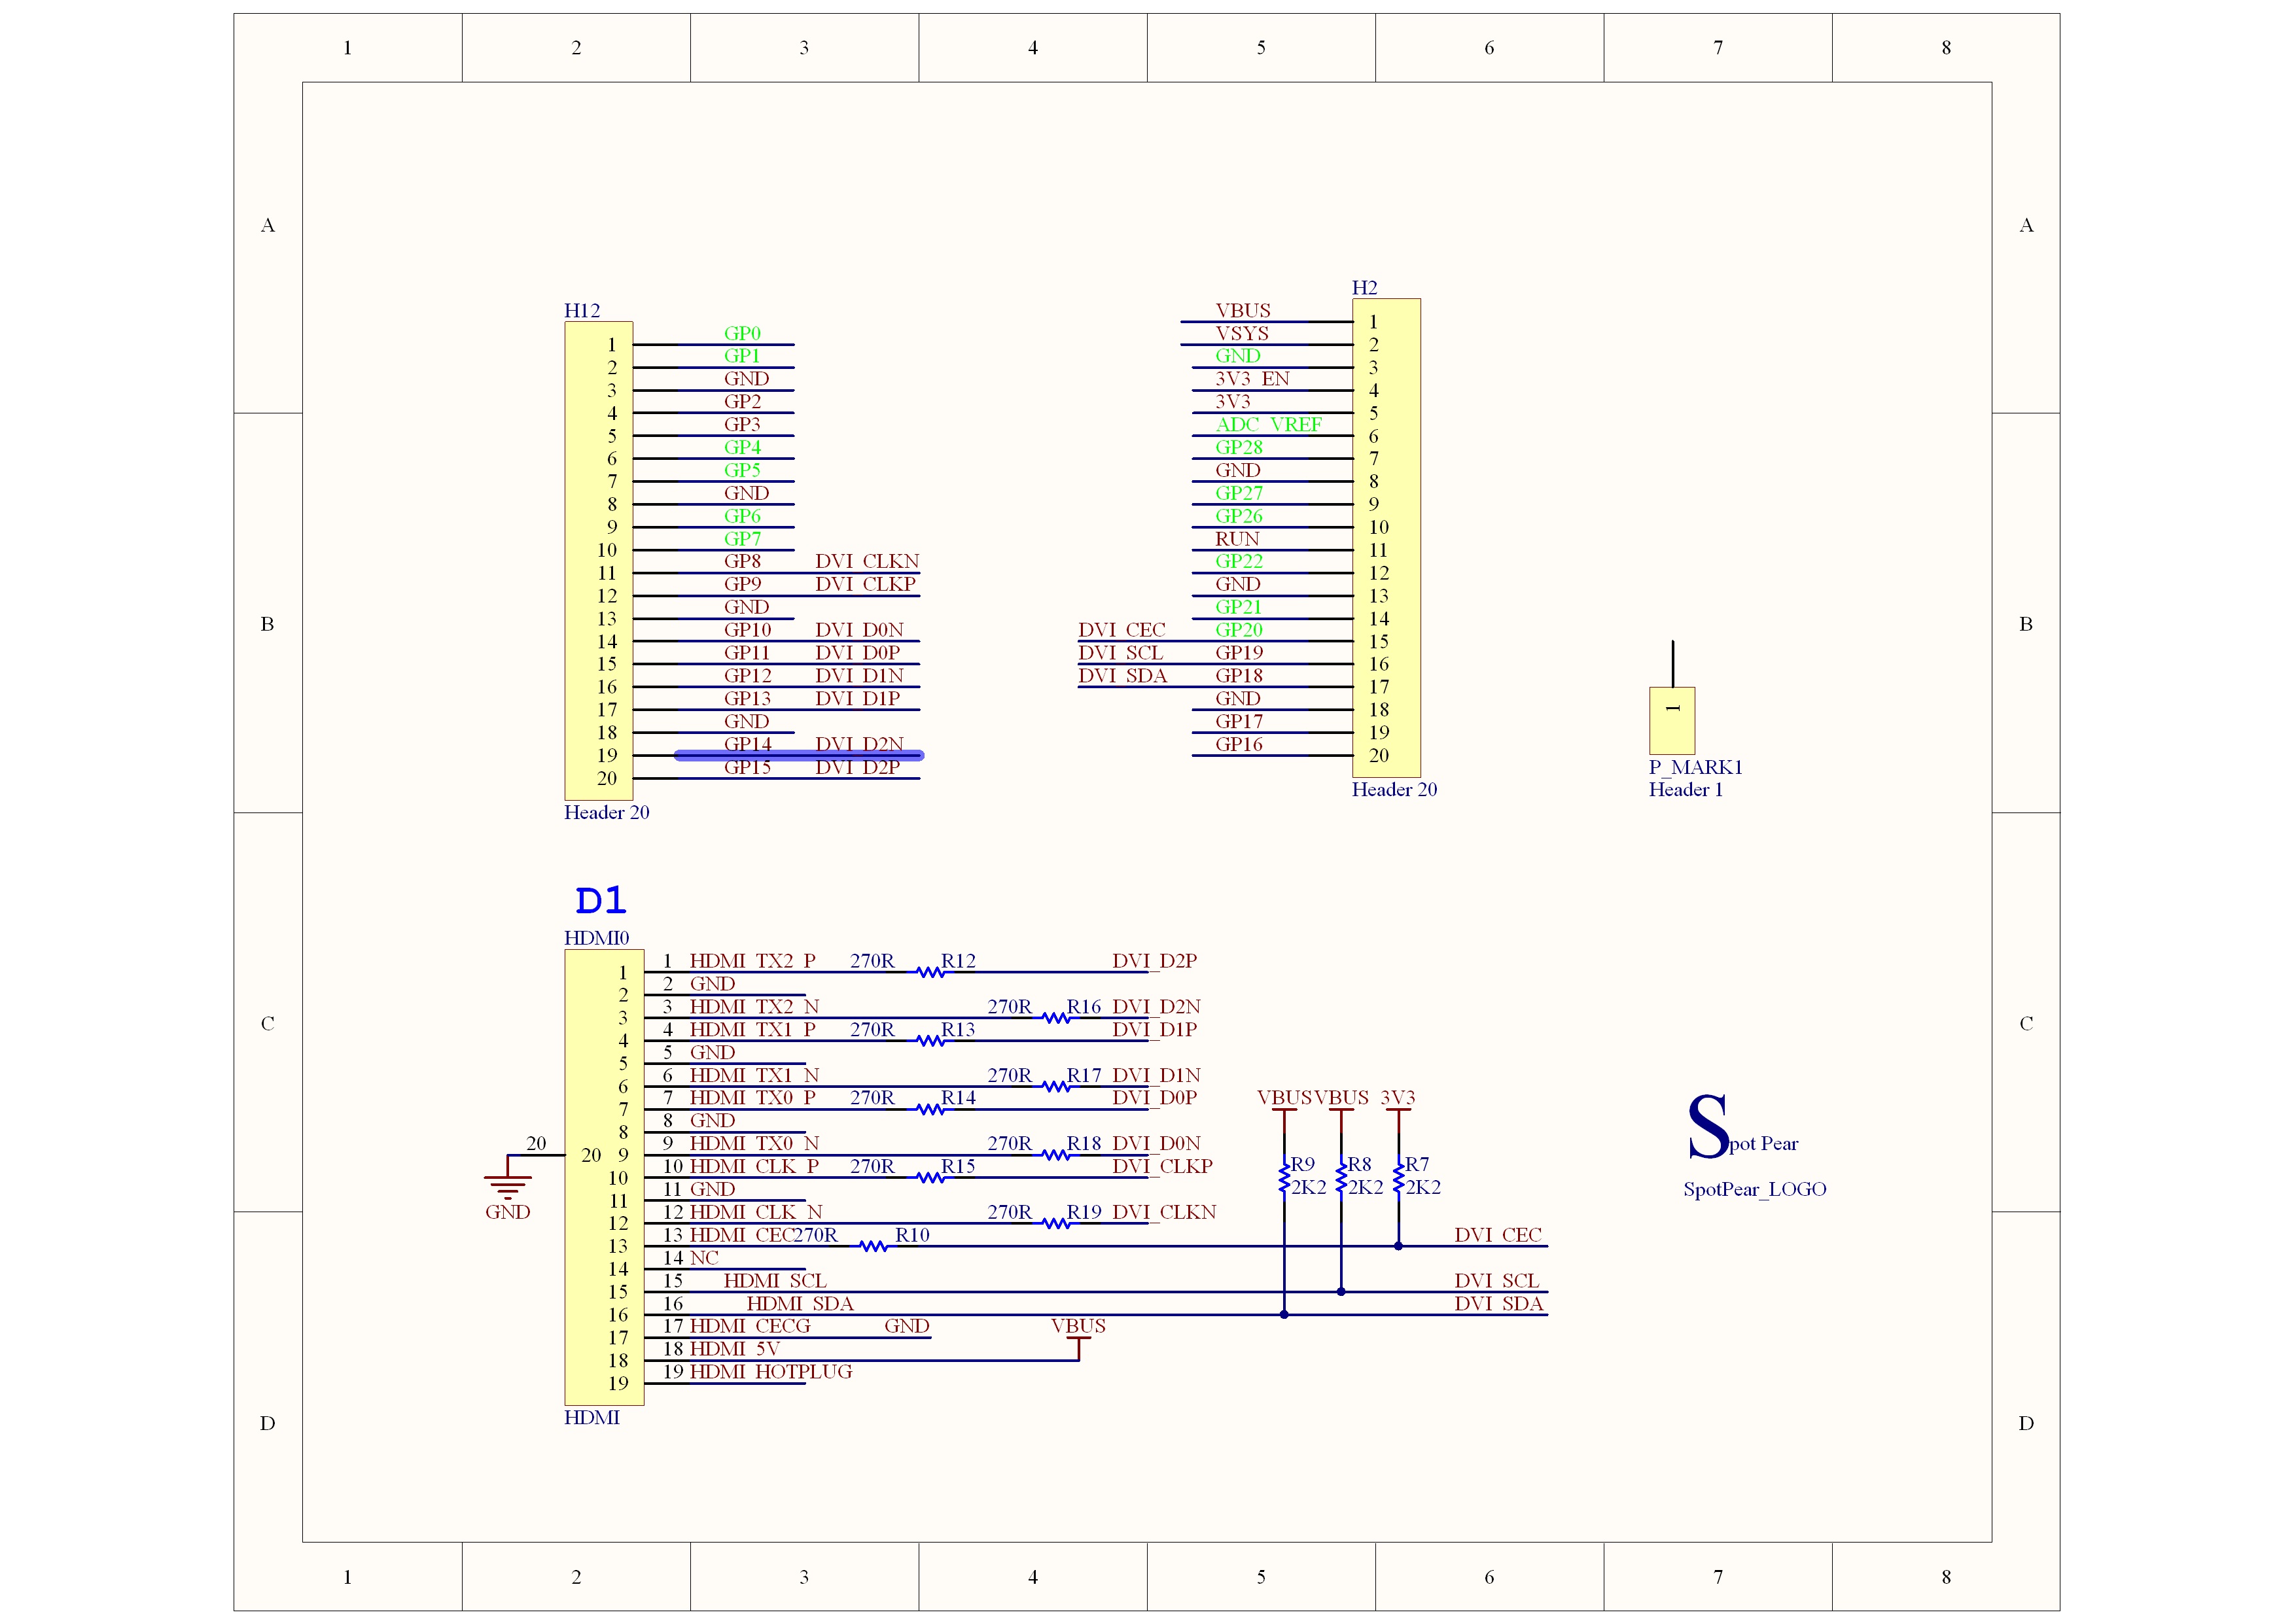 1 2 3 4 5 6 7 8
A A
B B
C C
D D
H12
1 GP0
2 GP1
3 GND
4 GP2
5 GP3
6 GP4
7 GP5
8 GND
9 GP6
10 GP7
11 GP8 DVI_CLKN
12 GP9 DVI_CLKP
13 GND
14 GP10 DVI_D0N
15 GP11 DVI_D0P
16 GP12 DVI_D1N
17 GP13 DVI_D1P
18 GND
19 GP14 DVI_D2N
20 GP15 DVI_D2P
Header 20
H2
VBUS 1
VSYS 2
GND 3
3V3_EN 4
3V3 5
ADC_VREF 6
GP28 7
GND 8
GP27 9
GP26 10
RUN 11
GP22 12
GND 13
GP21 14
DVI_CEC GP20 15
DVI_SCL GP19 16
DVI_SDA GP18 17
GND 18
GP17 19
GP16 20
Header 20
1
P_MARK1
Header 1
D1
HDMI0
1 1 HDMI_TX2_P 270R R12 DVI_D2P
2 2 GND
3 3 HDMI_TX2_N 270R R16 DVI_D2N
4 4 HDMI_TX1_P 270R R13 DVI_D1P
5 5 GND
6 6 HDMI_TX1_N 270R R17 DVI_D1N
7 7 HDMI_TX0_P 270R R14 DVI_D0P
8 8 GND
20 20 9 9 HDMI_TX0_N 270R R18 DVI_D0N
10 10 HDMI_CLK_P 270R R15 DVI_CLKP
11 11 GND
12 12 HDMI_CLK_N 270R R19 DVI_CLKN
13 13 HDMI_CEC 270R R10 DVI_CEC
14 14 NC
15 15 HDMI_SCL DVI_SCL
16 16 HDMI_SDA DVI_SDA
17 17 HDMI_CECG GND
18 18 HDMI_5V VBUS
19 19 HDMI_HOTPLUG
HDMI
GND
VBUS VBUS 3V3
R9 R8 R7
2K2 2K2 2K2
Spot Pear
SpotPear_LOGO
1 2 3 4 5 6 7 8